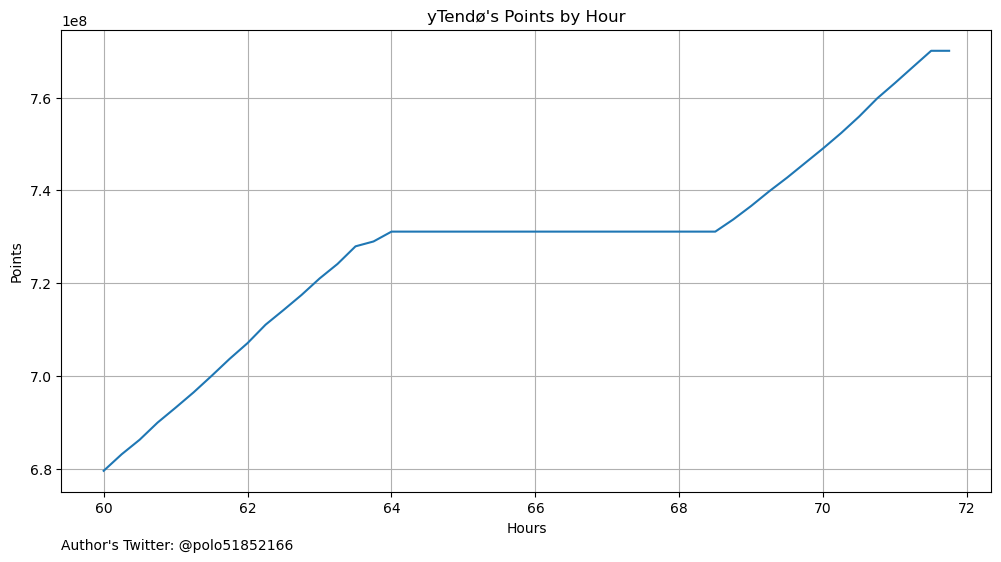 yTendø's Points by Hour
1e8
7.6
7.4
7.2
7.0
6.8
Points
60 62 64 66 68 70 72
Hours
Author's Twitter: @polo51852166